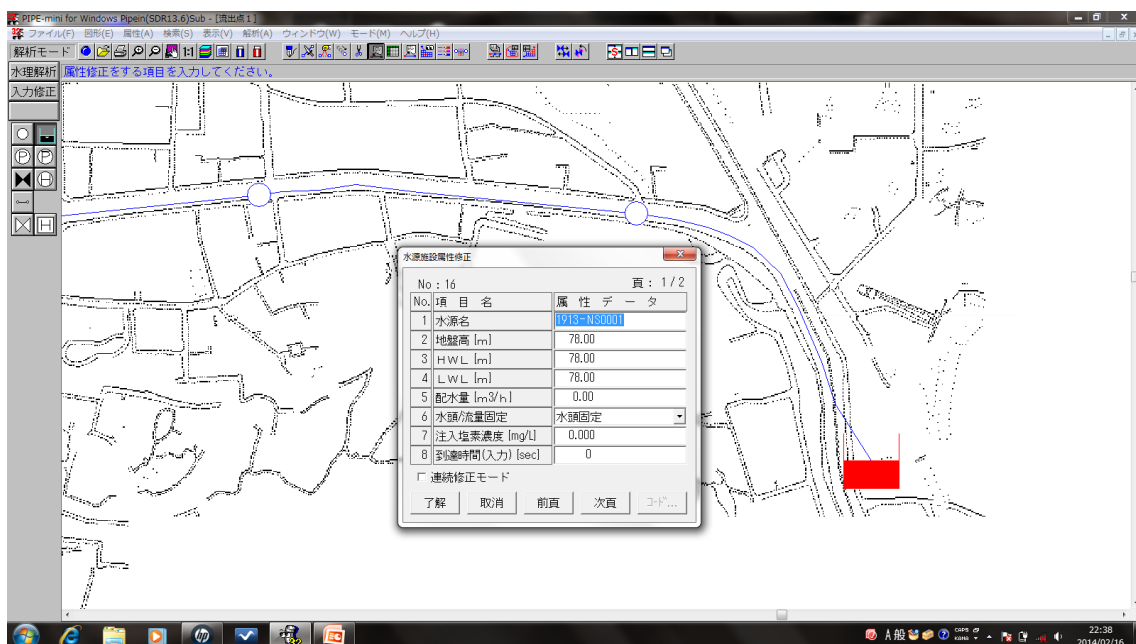 PIPE-mini for Windows Pipein(SDR13.6)Sub - [流出点1]
ファイル(F) 図形(E) 属性(A) 検索(S) 表示(V) 解析(A) ウィンドウ(W) モード(M) ヘルプ(H)
解析モード
1:1
水理解析 属性修正をする項目を入力してください。
入力修正
水源施設属性修正
No : 16 頁 : 1 / 2
No. 項 目 名 属 性 デ ー タ
1 水源名 1913-NS0001
2 地盤高 [m] 78.00
3 HWL [m] 78.00
4 LWL [m] 78.00
5 配水量 [m3/h] 0.00
6 水頭/流量固定 水頭固定
7 注入塩素濃度 [mg/L] 0.000
8 到達時間(入力) [sec] 0
連続修正モード
了解 取消 前頁 次頁 コード...
A 般 CAPS KANA 22:38
2014/02/16